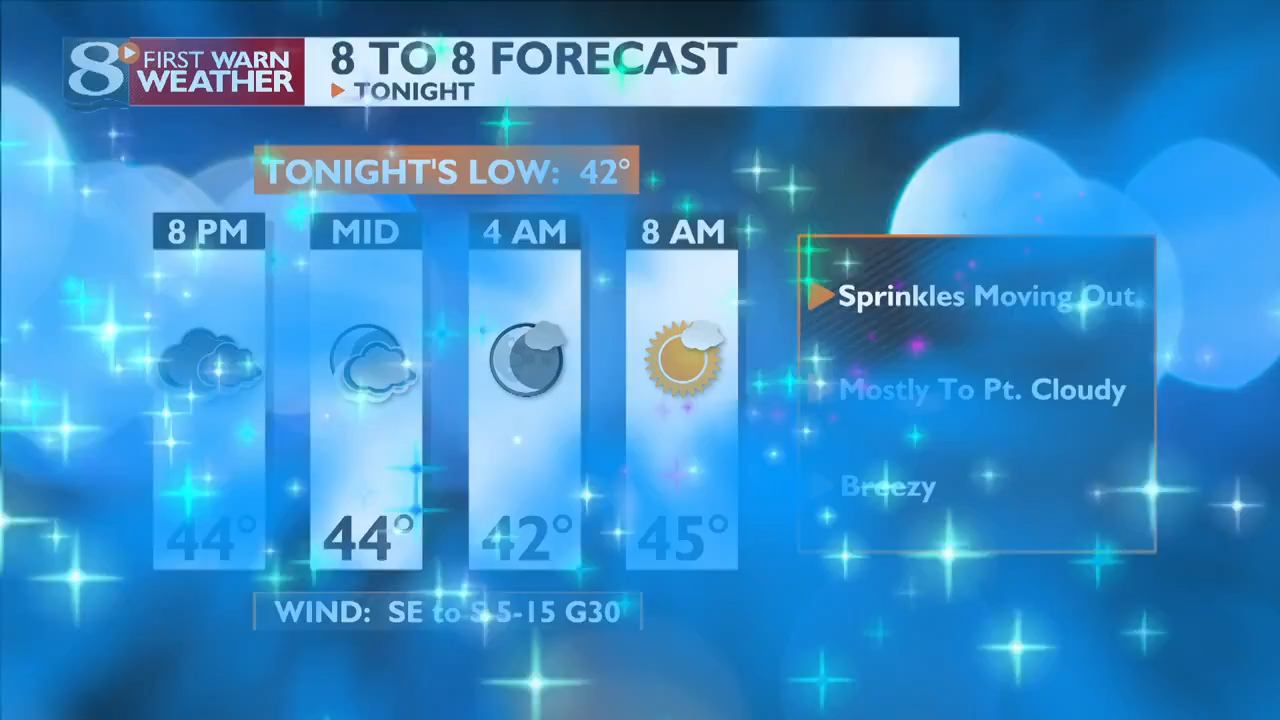 8 FIRST WARN
WEATHER
8 TO 8 FORECAST
TONIGHT
TONIGHT'S LOW: 42°
8 PM MID 4 AM 8 AM
44° 44° 42° 45°
WIND: SE to S 5-15 G30
Sprinkles Moving Out
Mostly To Pt. Cloudy
Breezy